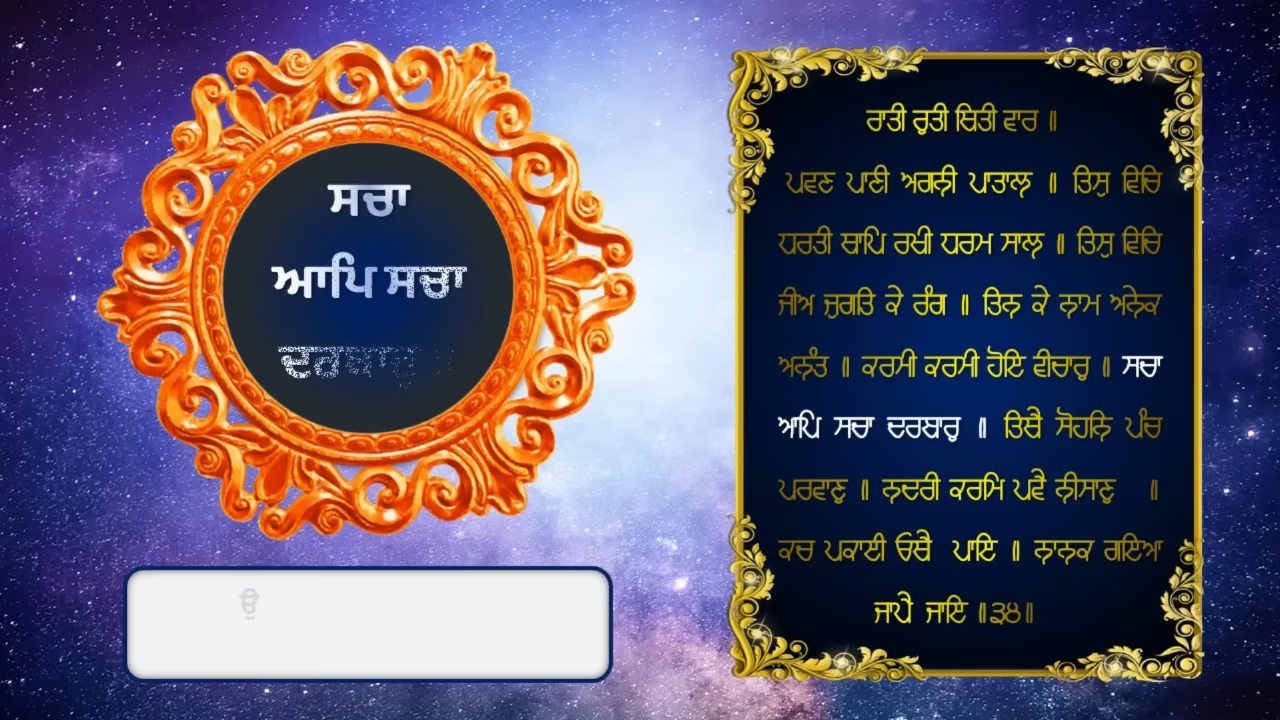 ਸਚਾ
ਆਪਿ ਸਚਾ
ਦਰਬਾਰੁ
ਉ
ਰਾਤੀ ਰੁਤੀ ਥਿਤੀ ਵਾਰ ॥
ਪਵਣ ਪਾਣੀ ਅਗਨੀ ਪਾਤਾਲ ॥ ਤਿਸੁ ਵਿਚਿ
ਧਰਤੀ ਥਾਪਿ ਰਖੀ ਧਰਮ ਸਾਲ ॥ ਤਿਸੁ ਵਿਚਿ
ਜੀਅ ਜੁਗਤਿ ਕੇ ਰੰਗ ॥ ਤਿਨ ਕੇ ਨਾਮ ਅਨੇਕ
ਅਨੰਤ ॥ ਕਰਮੀ ਕਰਮੀ ਹੋਇ ਵੀਚਾਰੁ ॥ ਸਚਾ
ਆਪਿ ਸਚਾ ਦਰਬਾਰੁ ॥ ਤਿਥੈ ਸੋਹਨਿ ਪੰਚ
ਪਰਵਾਣੁ ॥ ਨਦਰੀ ਕਰਮਿ ਪਵੈ ਨੀਸਾਣੁ ॥
ਕਚ ਪਕਾਈ ਓਥੈ ਪਾਇ ॥ ਨਾਨਕ ਗਇਆ
ਜਾਪੈ ਜਾਇ ॥੩੪॥